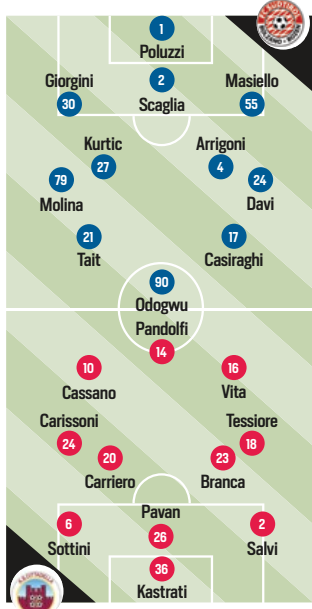 1
Poluzzi
Giorgini 2 Masiello
30 Scaglia 55
Kurtic Arrigoni
79 27 4 24
Molina Davi
21 17
Tait Casiraghi
90
Odogwu
Pandolfi
14
10 16
Cassano Vita
Carissoni Tessiore
24 20 23 18
Carriero Branca
Pavan
6 26 2
Sottini Salvi
36
Kastrati